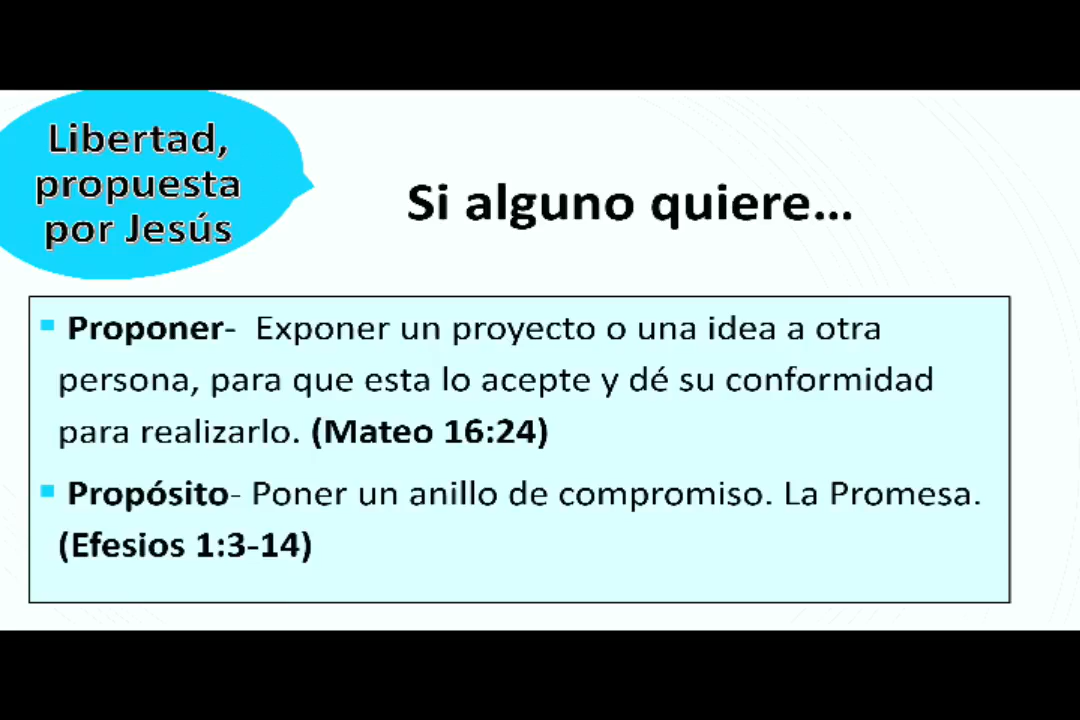 Libertad,
propuesta
por Jesús
Si alguno quiere...
Proponer- Exponer un proyecto o una idea a otra
persona, para que esta lo acepte y dé su conformidad
para realizarlo. (Mateo 16:24)
Propósito- Poner un anillo de compromiso. La Promesa.
(Efesios 1:3-14)